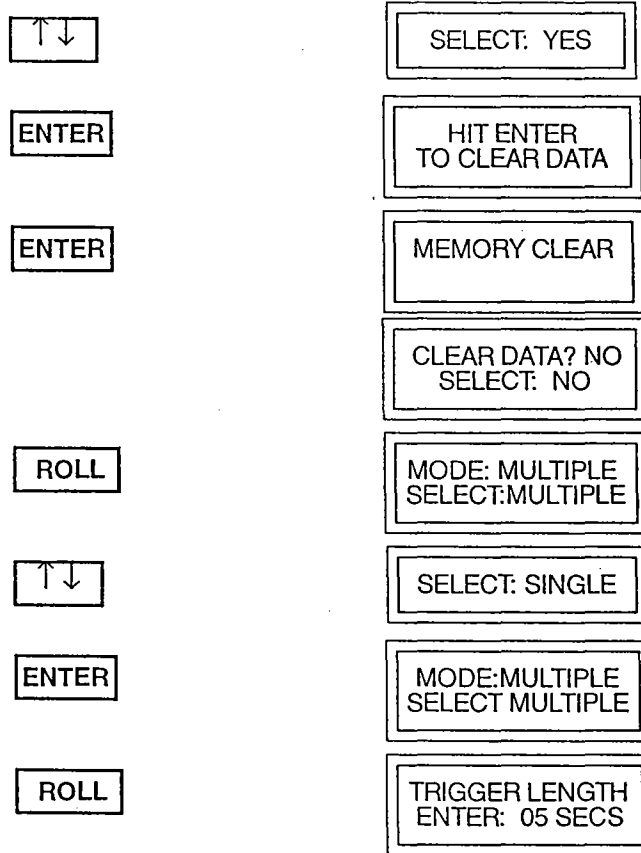 ↑↓
SELECT: YES
ENTER
HIT ENTER
TO CLEAR DATA
ENTER
MEMORY CLEAR
CLEAR DATA? NO
SELECT: NO
ROLL
MODE: MULTIPLE
SELECT:MULTIPLE
↑↓
SELECT: SINGLE
ENTER
MODE:MULTIPLE
SELECT MULTIPLE
ROLL
TRIGGER LENGTH
ENTER: 05 SECS